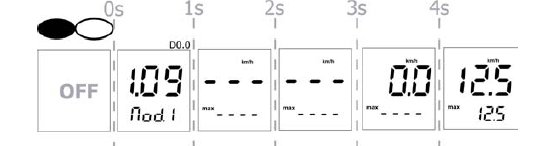 0s 1s 2s 3s 4s
D0.0
km/h km/h km/h km/h
OFF 1.09 - - - - - - 0.0 12.5
max max max max
Mod.1 - - - - - - - - - - - - 12.5